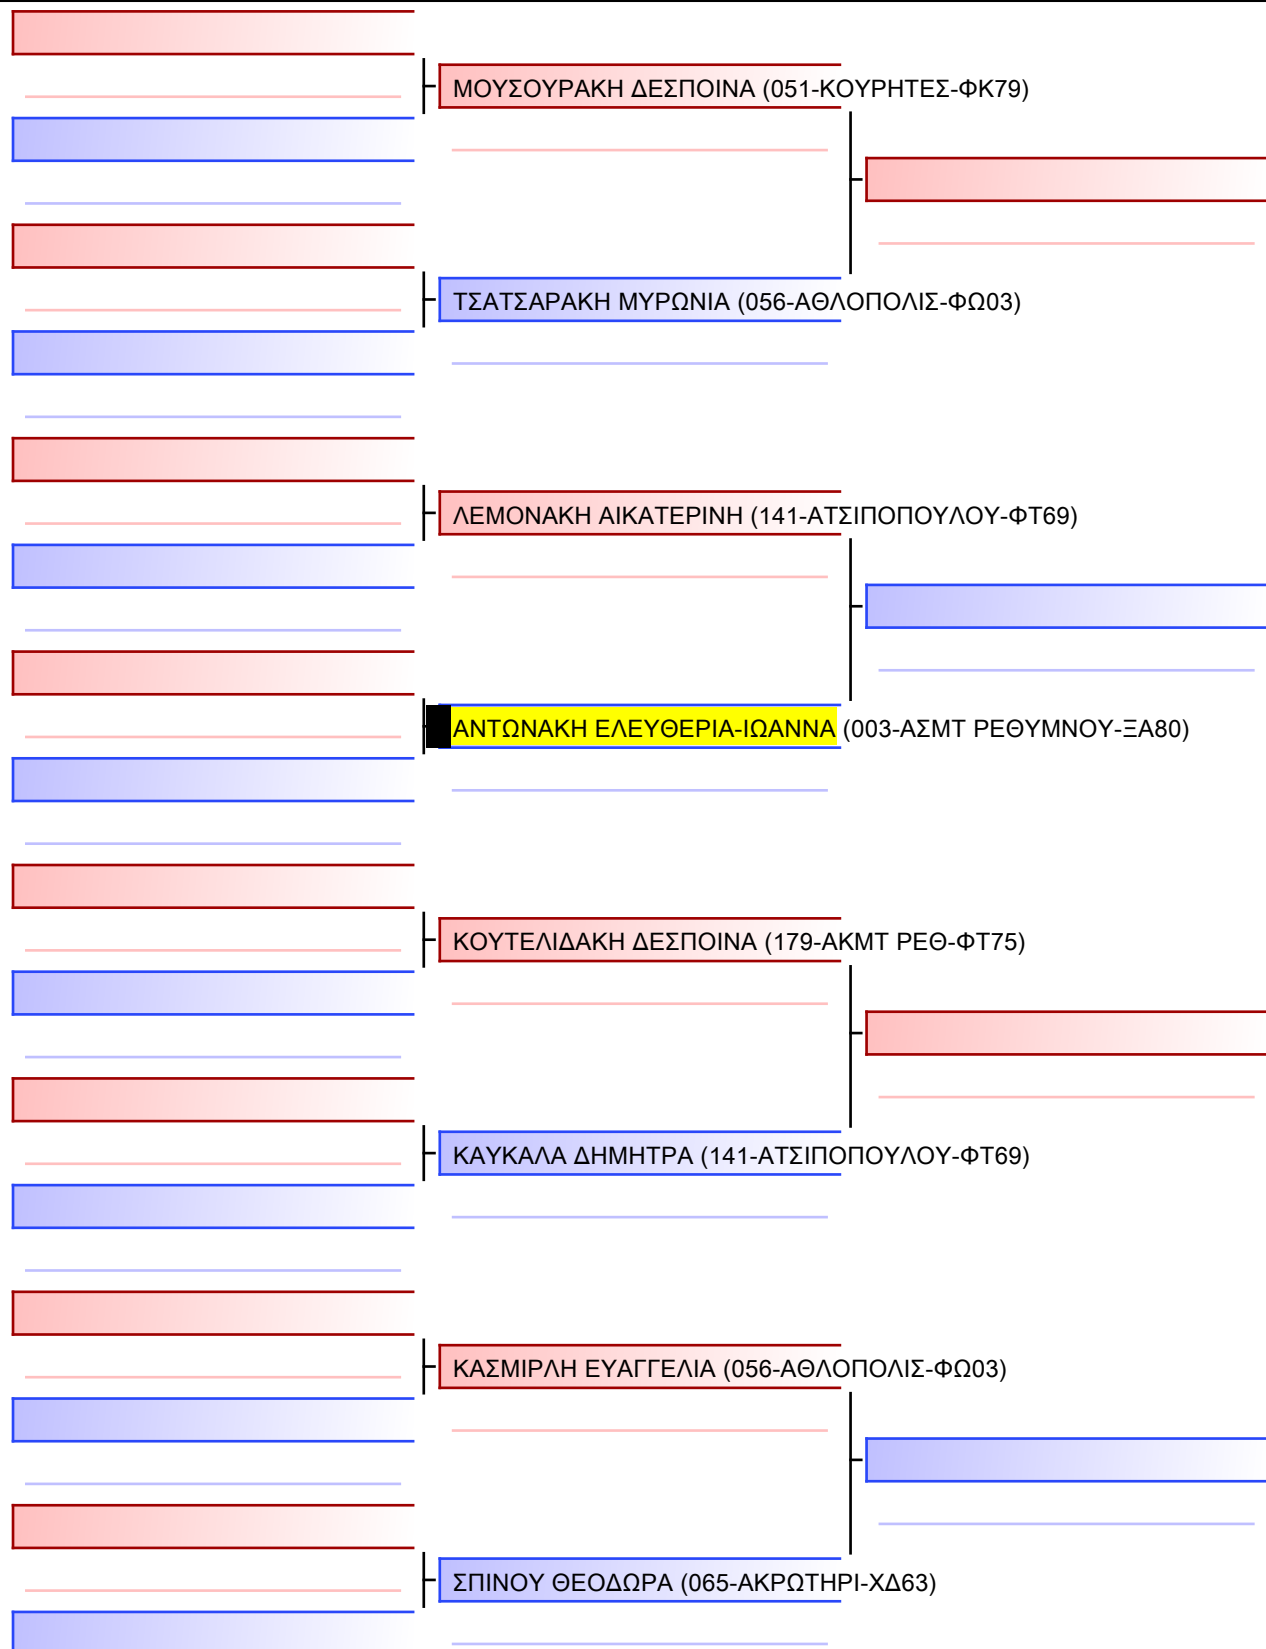 ΜΟΥΣΟΥΡΑΚΗ ΔΕΣΠΟΙΝΑ (051-ΚΟΥΡΗΤΕΣ-ΦΚ79)
ΤΣΑΤΣΑΡΑΚΗ ΜΥΡΩΝΙΑ (056-ΑΘΛΟΠΟΛΙΣ-ΦΩ03)
ΛΕΜΟΝΑΚΗ ΑΙΚΑΤΕΡΙΝΗ (141-ΑΤΣΙΠΟΠΟΥΛΟΥ-ΦΤ69)
ΑΝΤΩΝΑΚΗ ΕΛΕΥΘΕΡΙΑ-ΙΩΑΝΝΑ (003-ΑΣΜΤ ΡΕΘΥΜΝΟΥ-ΞΑ80)
ΚΟΥΤΕΛΙΔΑΚΗ ΔΕΣΠΟΙΝΑ (179-ΑΚΜΤ ΡΕΘ-ΦΤ75)
ΚΑΥΚΑΛΑ ΔΗΜΗΤΡΑ (141-ΑΤΣΙΠΟΠΟΥΛΟΥ-ΦΤ69)
ΚΑΣΜΙΡΛΗ ΕΥΑΓΓΕΛΙΑ (056-ΑΘΛΟΠΟΛΙΣ-ΦΩ03)
ΣΠΙΝΟΥ ΘΕΟΔΩΡΑ (065-ΑΚΡΩΤΗΡΙ-ΧΔ63)